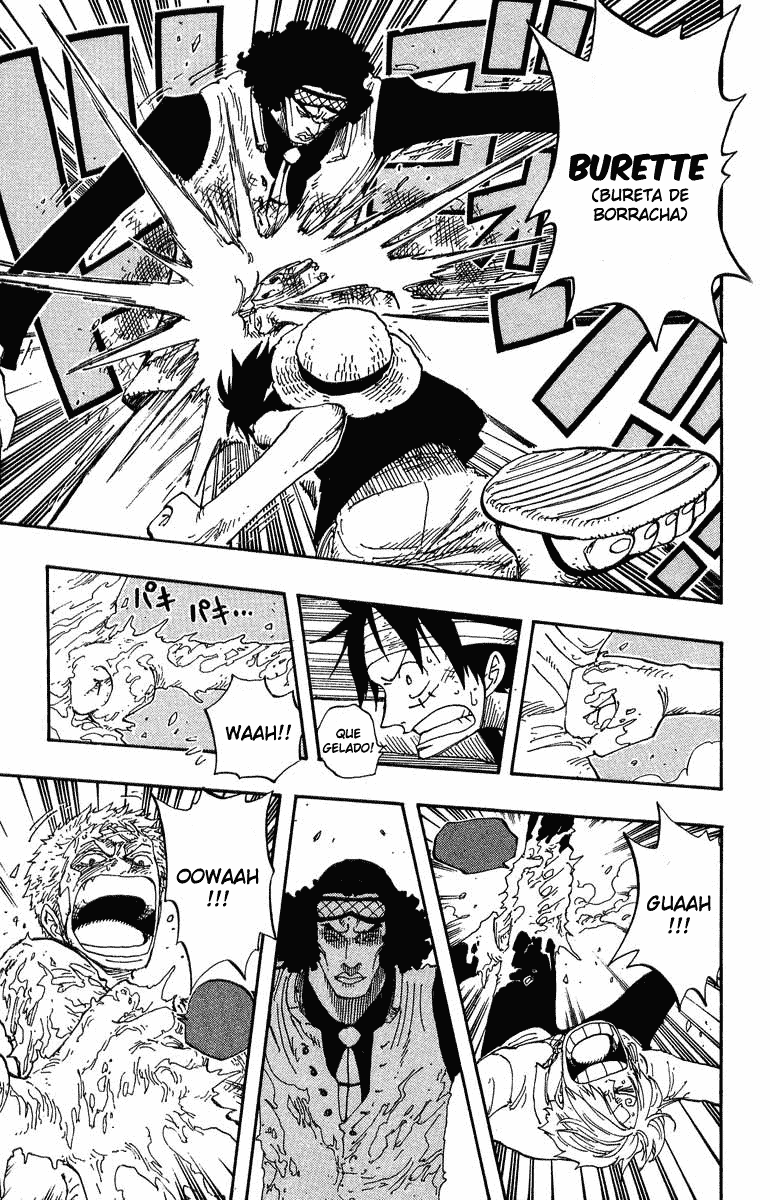 BURETTE
(BURETA DE
BORRACHA)
QUE
GELADO!
WAAH!!
パキ パキ…
GUAAH
!!!
OOWAAH
!!!